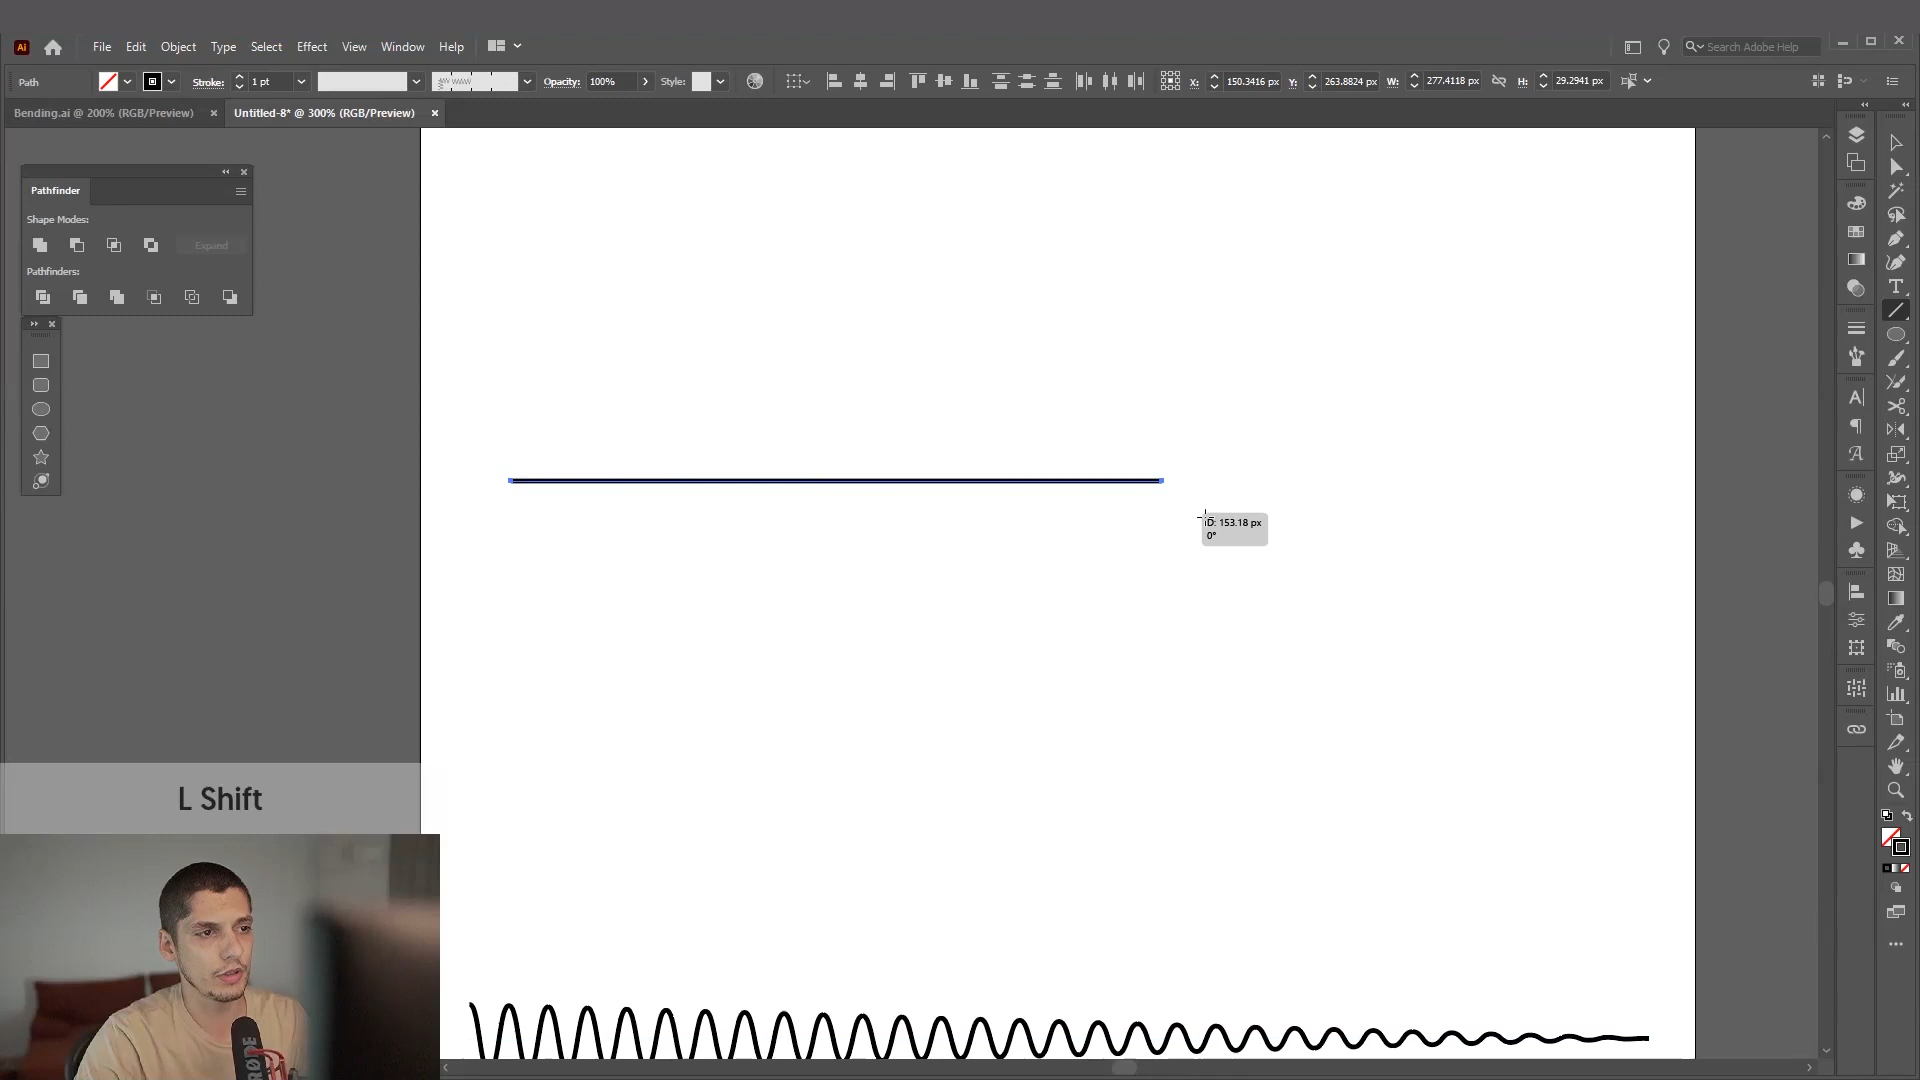 Ai File Edit Object Type Select Effect View Window Help Search Adobe Help
Path Stroke: 1 pt Opacity: 100% Style: X: 150.3416 px Y: 263.8824 px W: 277.4118 px H: 29.2941 px
Bending.ai @ 200% (RGB/Preview) Untitled-8* @ 300% (RGB/Preview)
Pathfinder
Shape Modes:
Expand
Pathfinders:
D: 153.18 px
0°
L Shift
RØDE